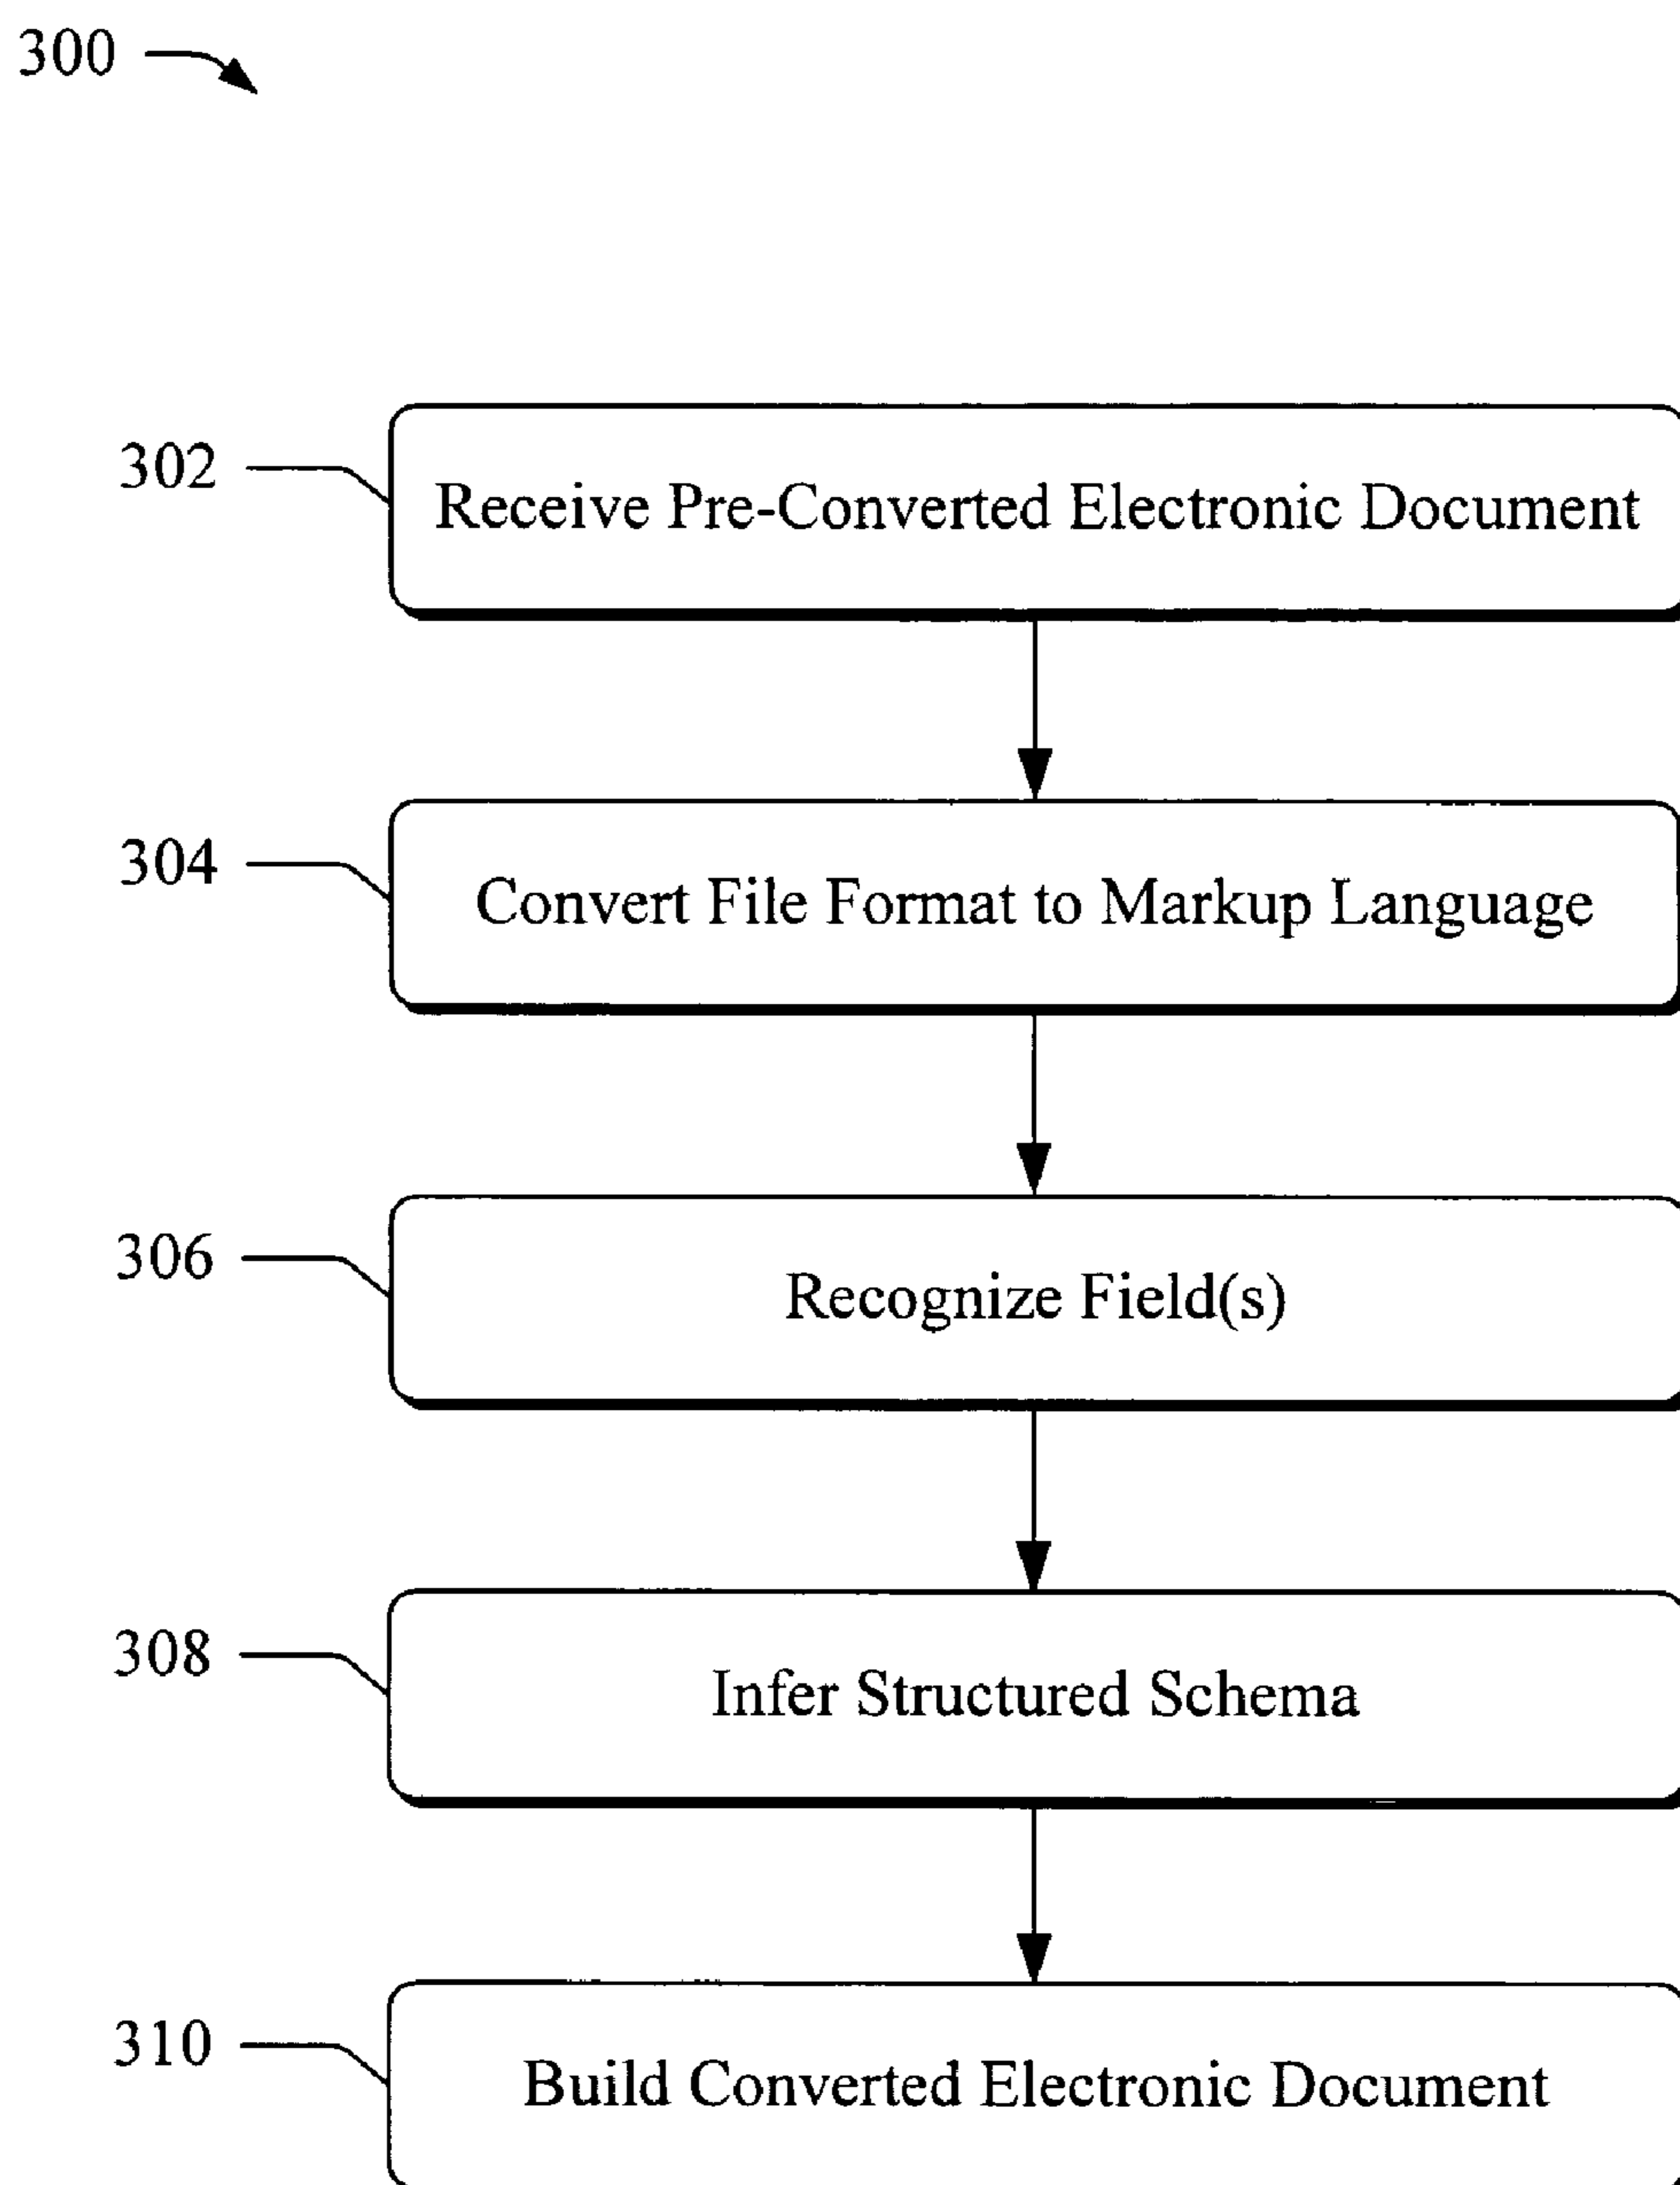 300
302
Receive Pre-Converted Electronic Document
304
Convert File Format to Markup Language
306
Recognize Field(s)
308
Infer Structured Schema
310
Build Converted Electronic Document